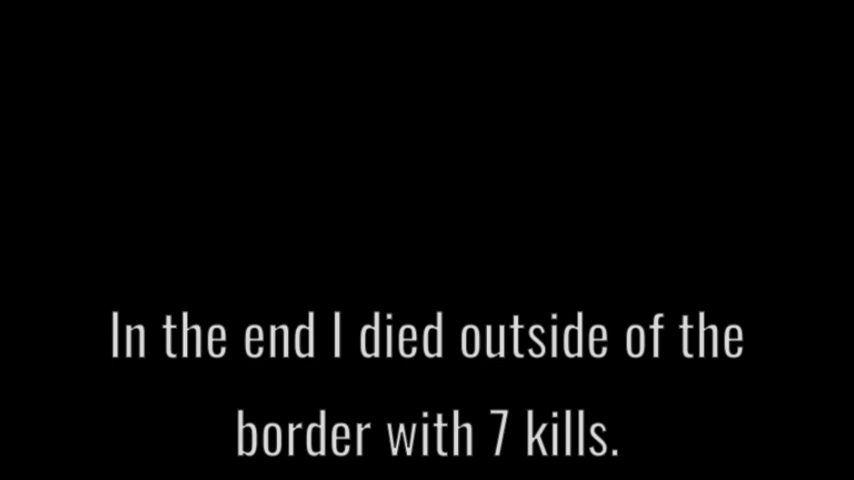 In the end I died outside of the
border with 7 kills.